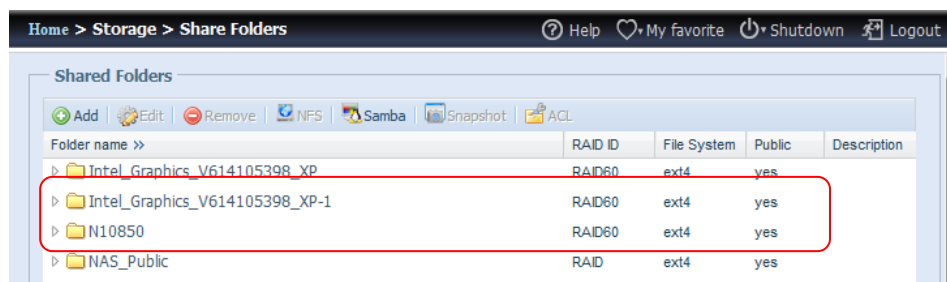 Home > Storage > Share Folders Help My favorite Shutdown Logout
Shared Folders
Add Edit Remove NFS Samba Snapshot ACL
Folder name >> RAID ID File System Public Description
Intel_Graphics_V614105398_XP RAID60 ext4 yes
Intel_Graphics_V614105398_XP-1 RAID60 ext4 yes
N10850 RAID60 ext4 yes
NAS_Public RAID ext4 yes